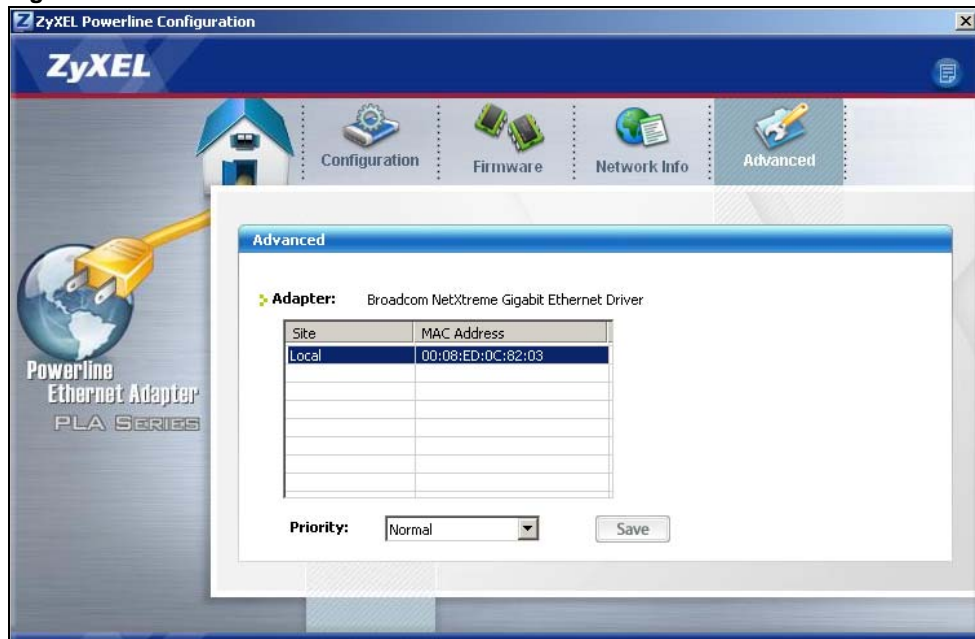 ZyXEL Powerline Configuration
ZyXEL
Configuration
Firmware
Network Info
Advanced
Advanced
Adapter: Broadcom NetXtreme Gigabit Ethernet Driver
Site MAC Address
Local 00:08:ED:0C:82:03
Priority: Normal Save
Powerline
Ethernet Adapter
PLA SERIES